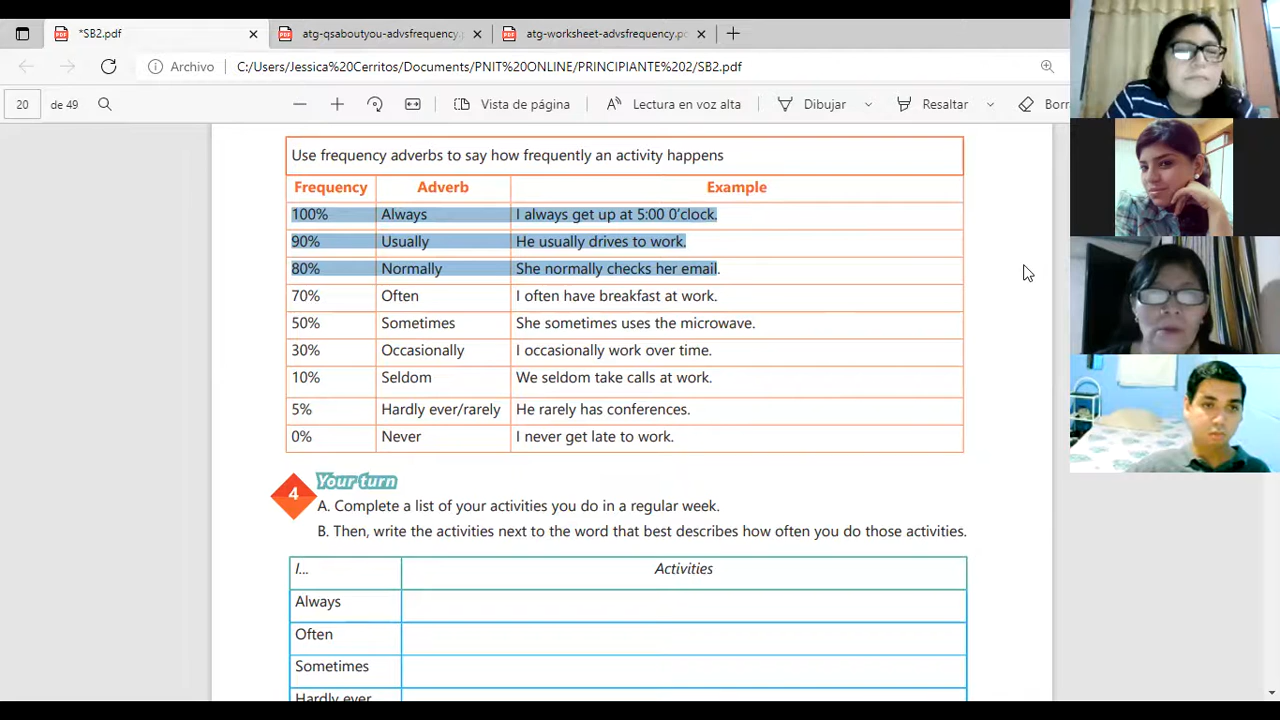 *SB2.pdf
atg-qsaboutyou-advsfrequency.
atg-worksheet-advsfrequency.pc
Archivo C:/Users/Jessica%20Cerritos/Documents/PNIT%20ONLINE/PRINCIPIANTE%202/SB2.pdf
20 de 49 Vista de página Lectura en voz alta Dibujar Resaltar Borr
Use frequency adverbs to say how frequently an activity happens
Frequency Adverb Example
100% Always I always get up at 5:00 0'clock.
90% Usually He usually drives to work.
80% Normally She normally checks her email.
70% Often I often have breakfast at work.
50% Sometimes She sometimes uses the microwave.
30% Occasionally I occasionally work over time.
10% Seldom We seldom take calls at work.
5% Hardly ever/rarely He rarely has conferences.
0% Never I never get late to work.
4 Your turn
A. Complete a list of your activities you do in a regular week.
B. Then, write the activities next to the word that best describes how often you do those activities.
I... Activities
Always
Often
Sometimes
Hardly ever